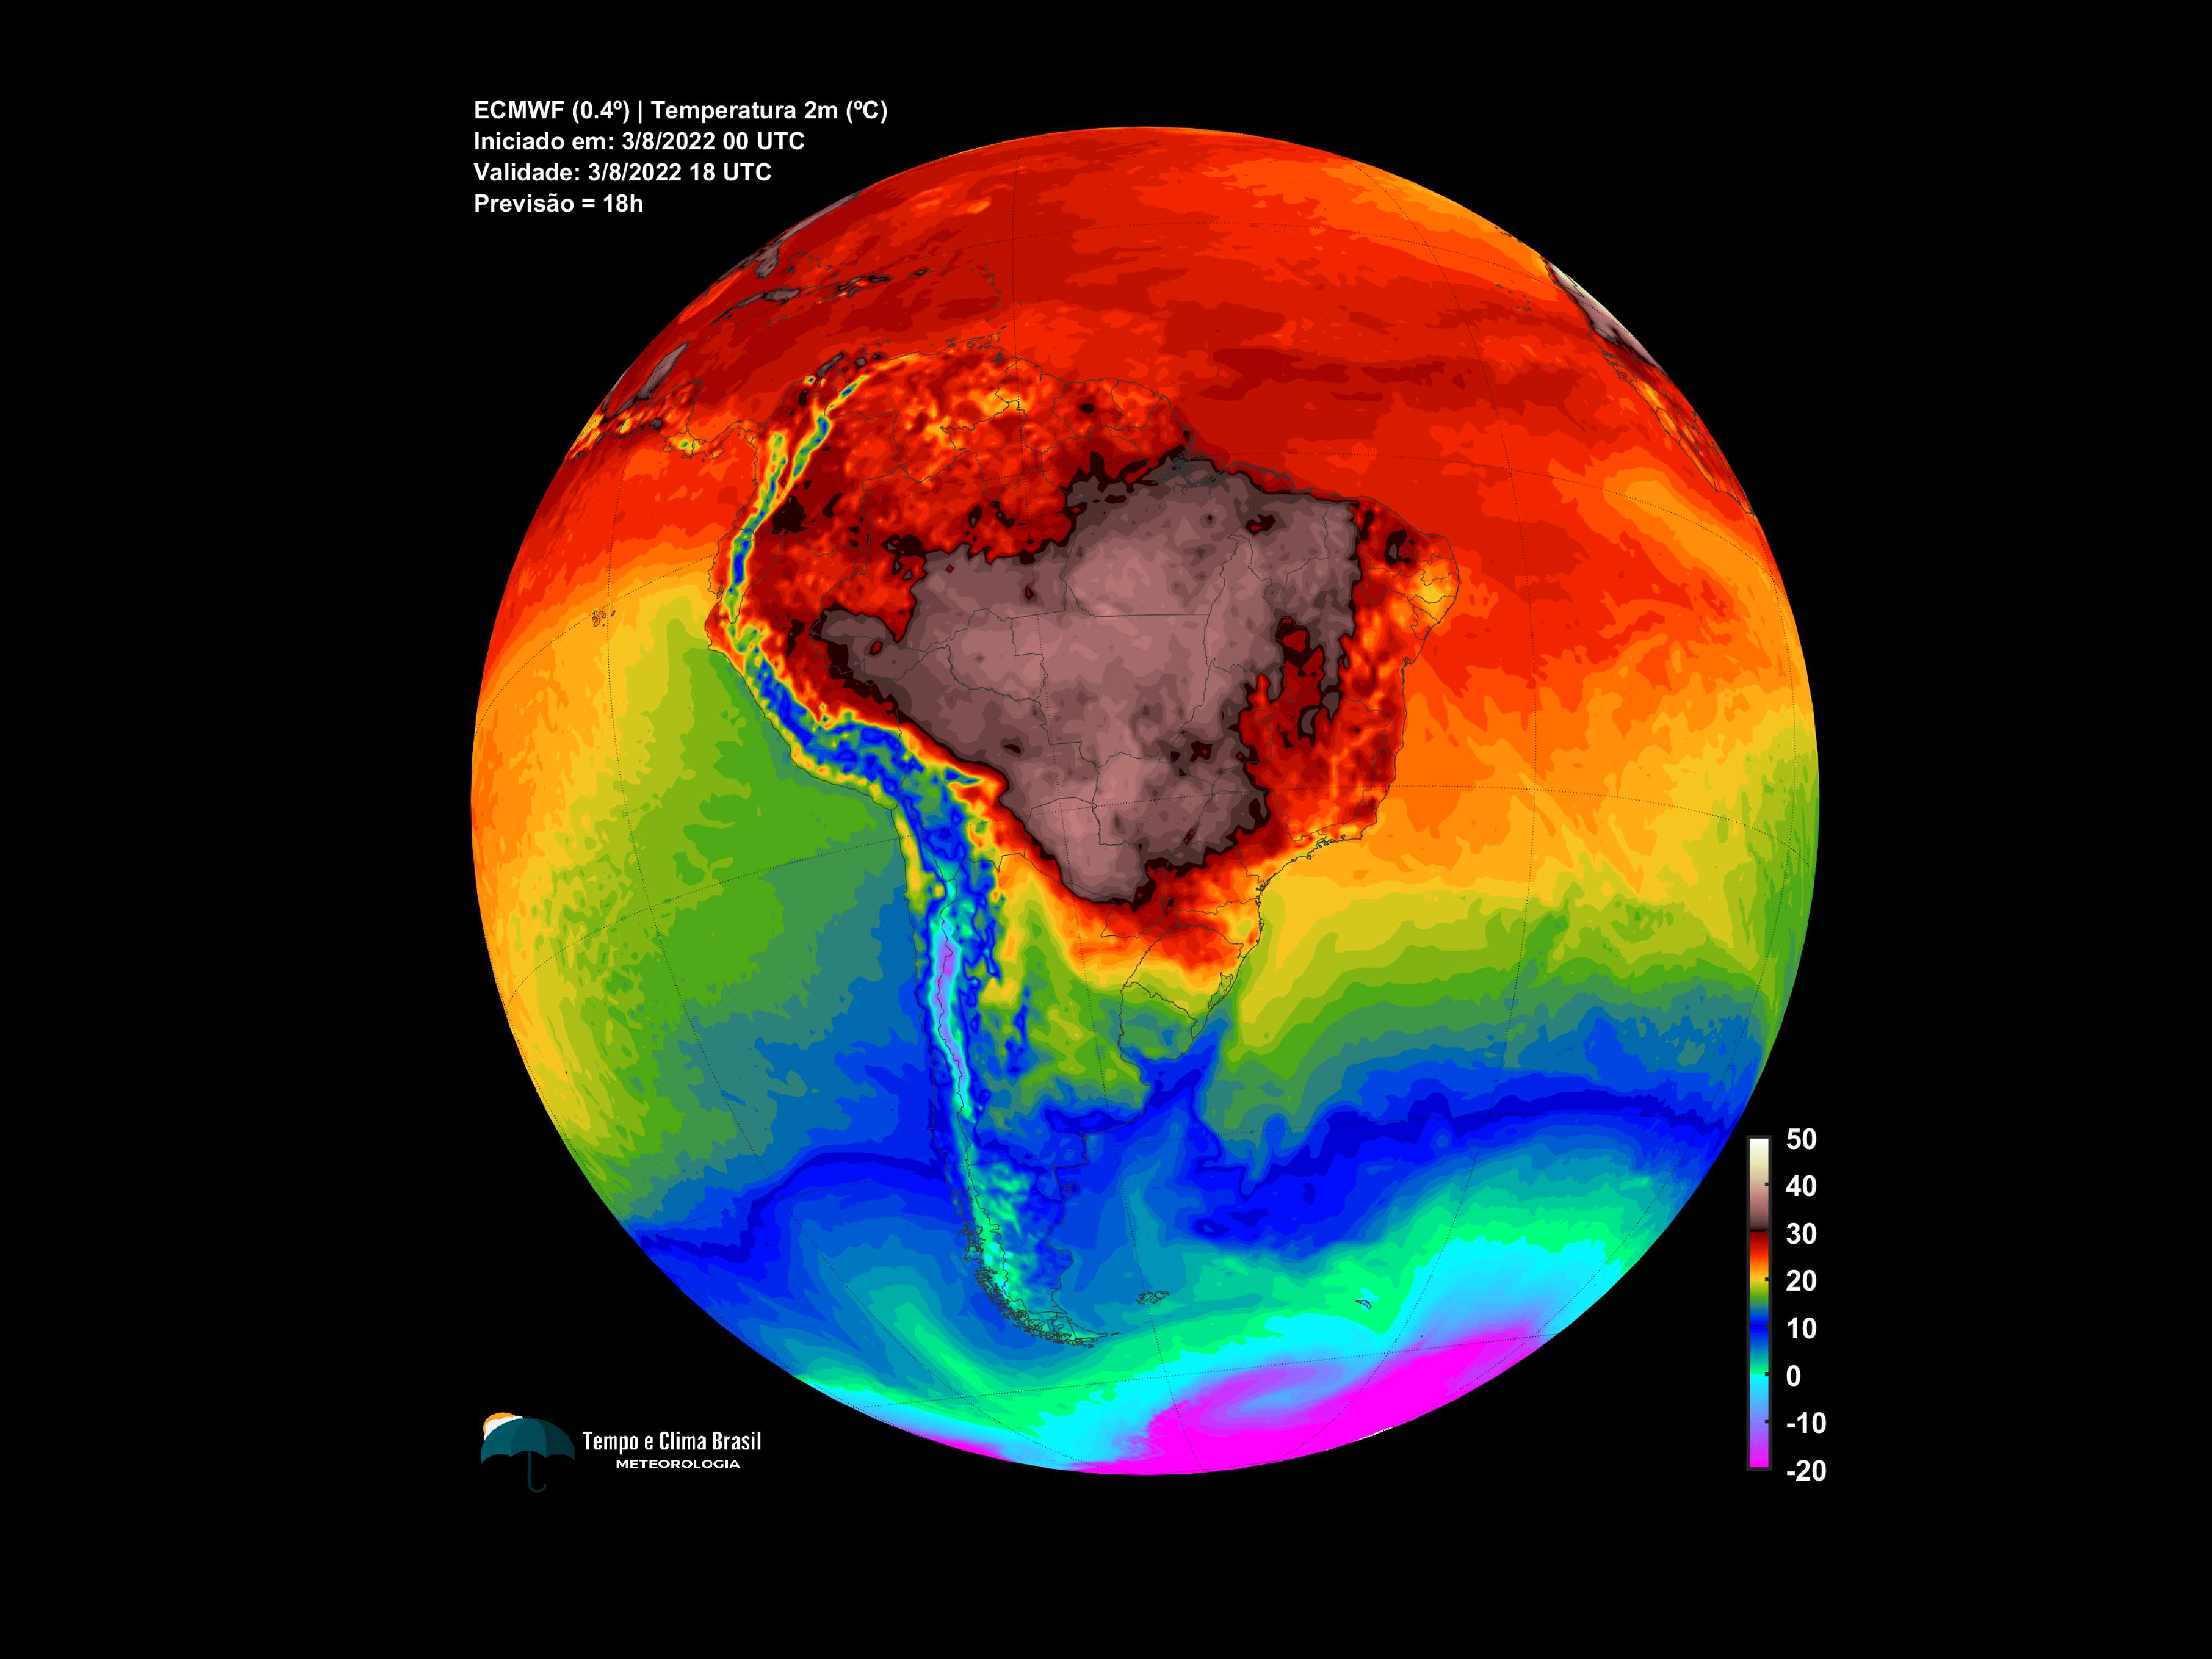 ECMWF (0.4º) | Temperatura 2m (ºC)
Iniciado em: 3/8/2022 00 UTC
Validade: 3/8/2022 18 UTC
Previsão = 18h
50
40
30
20
10
0
-10
-20
Tempo e Clima Brasil
METEOROLOGIA